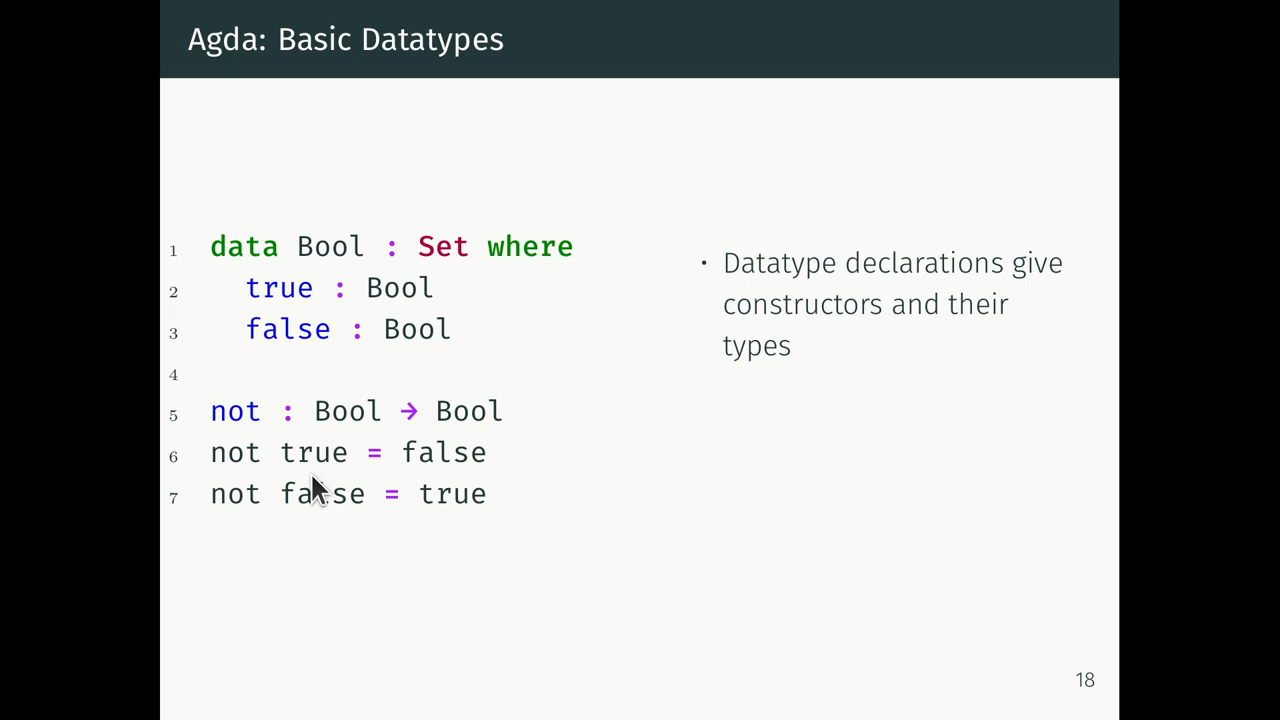 Agda: Basic Datatypes
1 data Bool : Set where
2 true : Bool
3 false : Bool
4
5 not : Bool → Bool
6 not true = false
7 not false = true
· Datatype declarations give
constructors and their
types
18